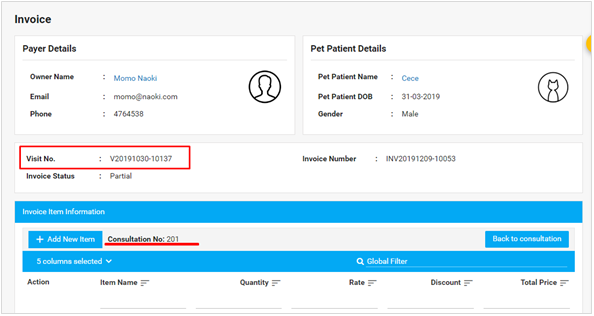 Invoice
Payer Details
Owner Name : Momo Naoki
Email : momo@naoki.com
Phone : 4764538
Pet Patient Details
Pet Patient Name : Cece
Pet Patient DOB : 31-03-2019
Gender : Male
Visit No. : V20191030-10137
Invoice Number : INV20191209-10053
Invoice Status : Partial
Invoice Item Information
+ Add New Item
Consultation No: 201
Back to consultation
5 columns selected
Global Filter
Action Item Name Quantity Rate Discount Total Price